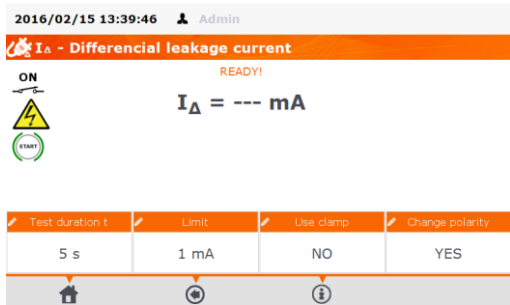 2016/02/15 13:39:46 Admin
IΔ - Differencial leakage current
READY!
ON
IΔ = --- mA
START
Test duration t Limit Use clamp Change polarity
5 s 1 mA NO YES